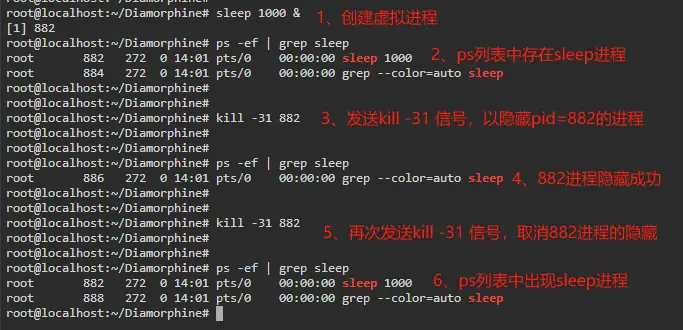 root@localhost:~/Diamorphine# sleep 1000 & 1、创建虚拟进程
[1] 882
root@localhost:~/Diamorphine# ps -ef | grep sleep
root 882 272 0 14:01 pts/0 00:00:00 sleep 1000 2、ps列表中存在sleep进程
root 884 272 0 14:01 pts/0 00:00:00 grep --color=auto sleep
root@localhost:~/Diamorphine#
root@localhost:~/Diamorphine#
root@localhost:~/Diamorphine# kill -31 882 3、发送kill -31 信号，以隐藏pid=882的进程
root@localhost:~/Diamorphine#
root@localhost:~/Diamorphine#
root@localhost:~/Diamorphine# ps -ef | grep sleep
root 886 272 0 14:01 pts/0 00:00:00 grep --color=auto sleep 4、882进程隐藏成功
root@localhost:~/Diamorphine#
root@localhost:~/Diamorphine#
root@localhost:~/Diamorphine# kill -31 882
root@localhost:~/Diamorphine# 5、再次发送kill -31 信号，取消882进程的隐藏
root@localhost:~/Diamorphine#
root@localhost:~/Diamorphine# ps -ef | grep sleep
root 882 272 0 14:01 pts/0 00:00:00 sleep 1000 6、ps列表中出现sleep进程
root 888 272 0 14:01 pts/0 00:00:00 grep --color=auto sleep
root@localhost:~/Diamorphine#